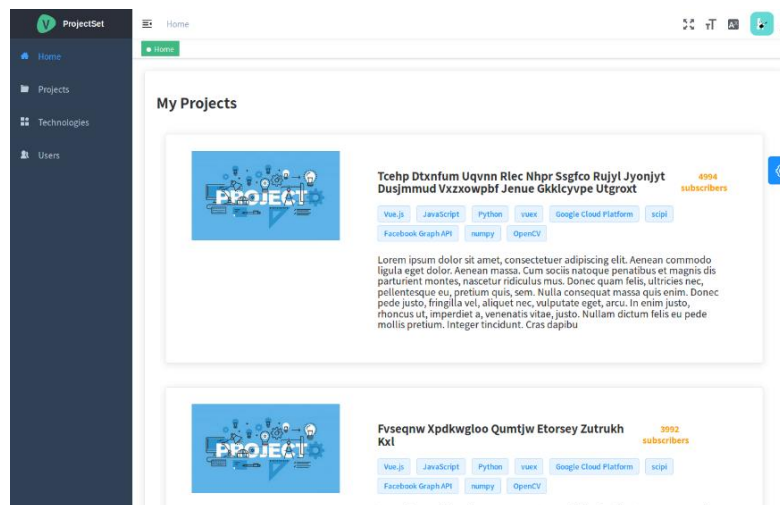 V ProjectSet
Home
Home
Projects
Technologies
Users
Home
My Projects
PROJECT
Tcehp Dtxnfum Uqvnn Rlec Nhpr Ssgfco Rujyl Jyonjyt
Dusjmmud Vxzxowpbf Jenue Gkklcyvpe Utgroxt
4994
subscribers
Vue.js JavaScript Python vuex Google Cloud Platform scipi
Facebook Graph API numpy OpenCV
Lorem ipsum dolor sit amet, consectetuer adipiscing elit. Aenean commodo
ligula eget dolor. Aenean massa. Cum sociis natoque penatibus et magnis dis
parturient montes, nascetur ridiculus mus. Donec quam felis, ultricies nec,
pellentesque eu, pretium quis, sem. Nulla consequat massa quis enim. Donec
pede justo, fringilla vel, aliquet nec, vulputate eget, arcu. In enim justo,
rhoncus ut, imperdiet a, venenatis vitae, justo. Nullam dictum felis eu pede
mollis pretium. Integer tincidunt. Cras dapibu
PROJECT
Fvseqnw Xpdkwgloo Qumtjw Etorsey Zutrukh
Kxl
3992
subscribers
Vue.js JavaScript Python vuex Google Cloud Platform scipi
Facebook Graph API numpy OpenCV